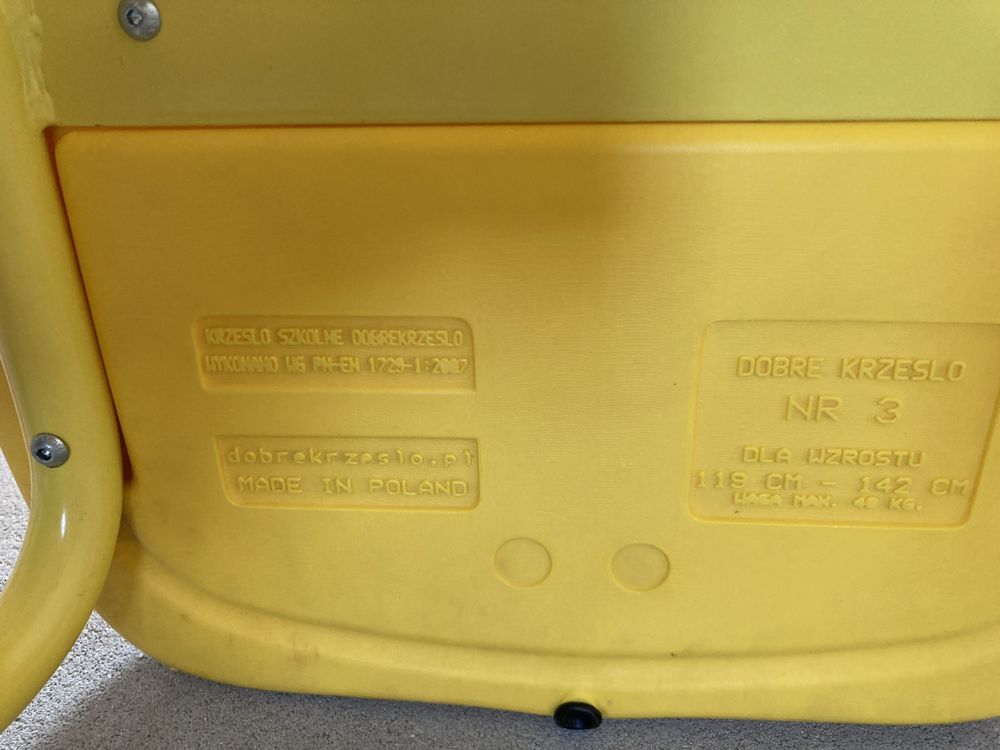 KRZESLO SZKOLNE DOBREKRZESLO
WYKONANO WG PN-EN 1729-1:2007
dobrekrzeslo.pl
MADE IN POLAND
DOBRE KRZESLO
NR 3
DLA WZROSTU
119 CM - 142 CM
WAGA MAX. 40 KG.